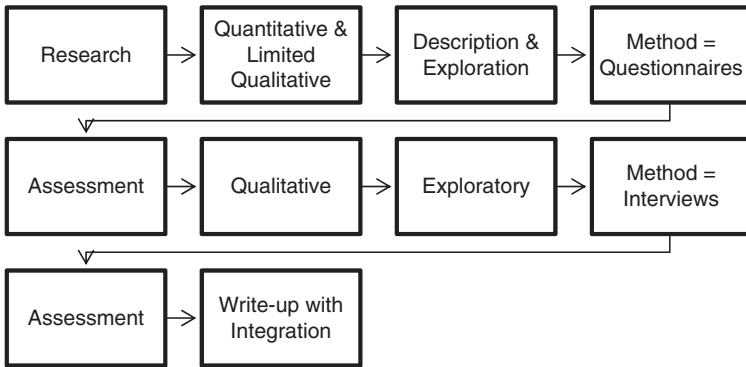 Research
Quantitative &
Limited
Qualitative
Description &
Exploration
Method =
Questionnaires
Assessment
Qualitative
Exploratory
Method =
Interviews
Assessment
Write-up with
Integration